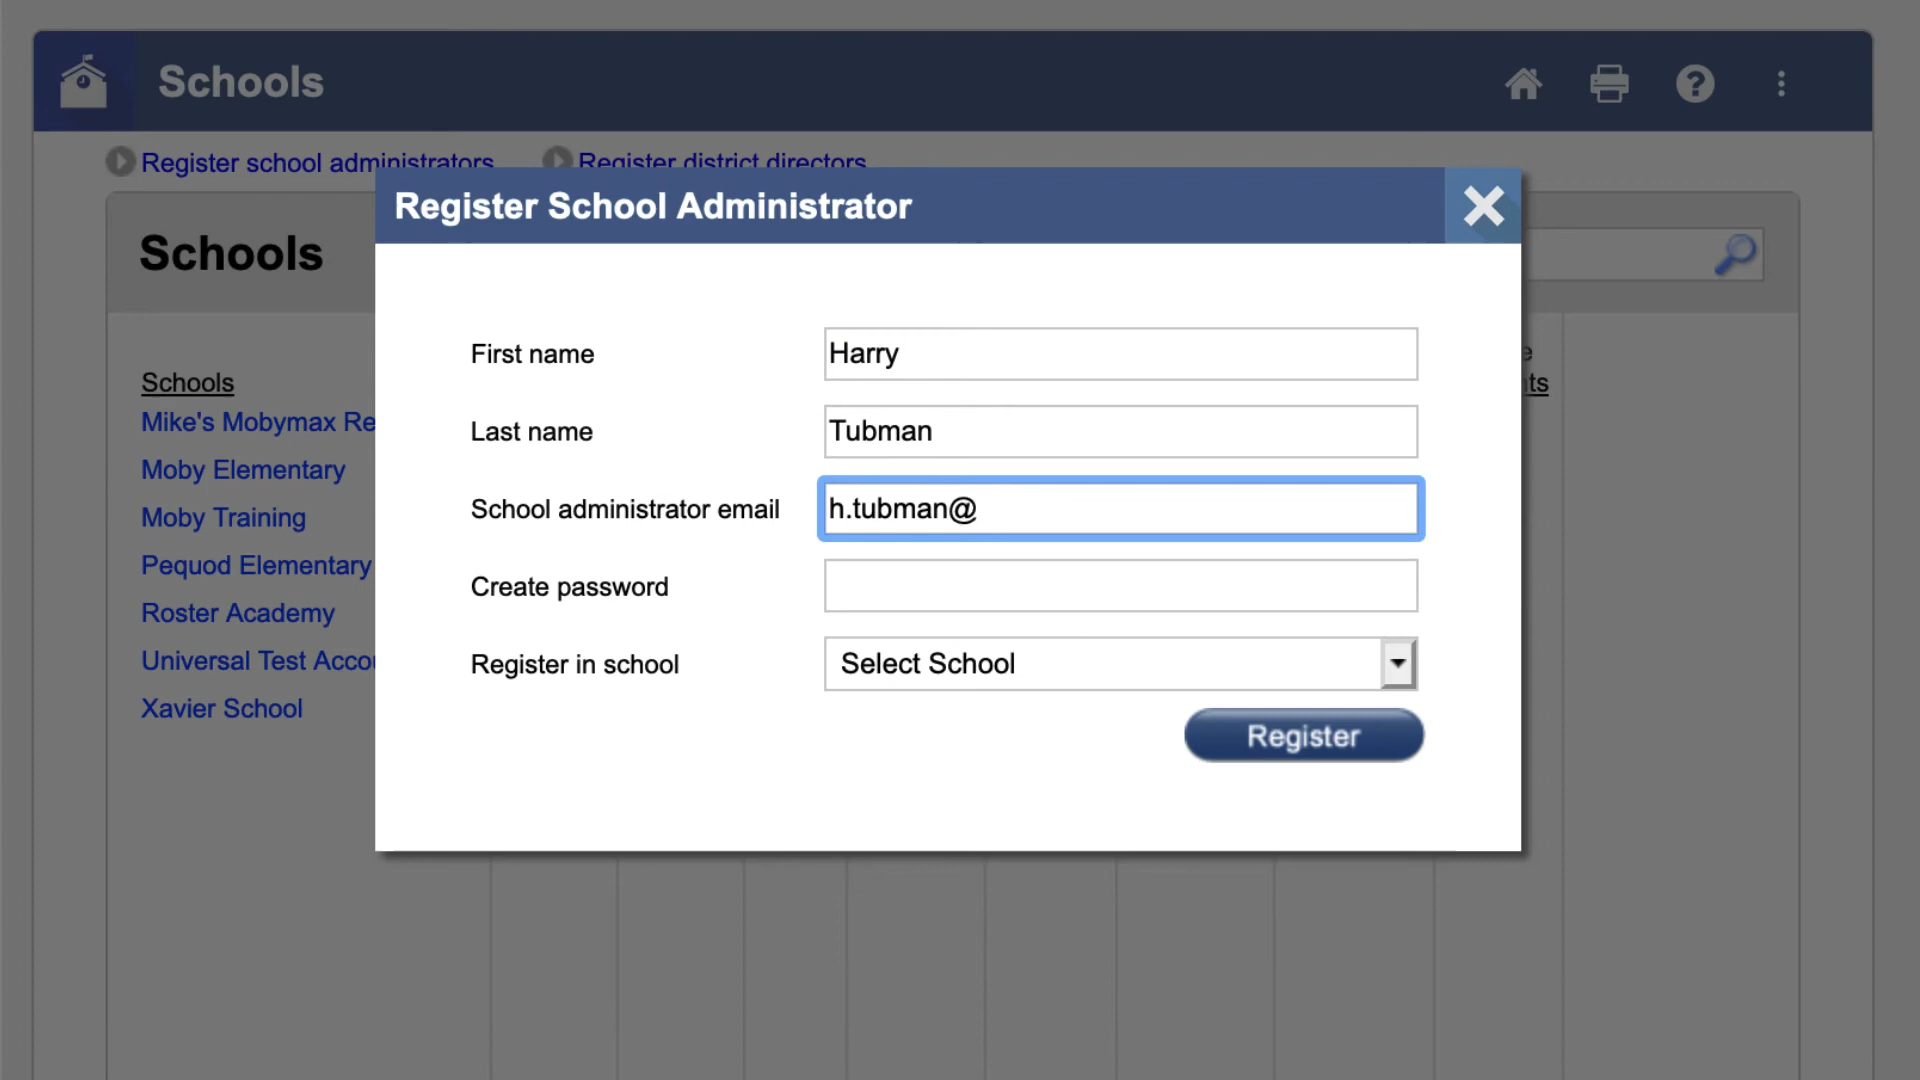 Schools
Register school administrators Register district directors
Register School Administrator
Schools
First name Harry
Last name Tubman
School administrator email h.tubman@
Create password
Register in school Select School
Register
Schools
Mike's Mobymax Re
Moby Elementary
Moby Training
Pequod Elementary
Roster Academy
Universal Test Accou
Xavier School